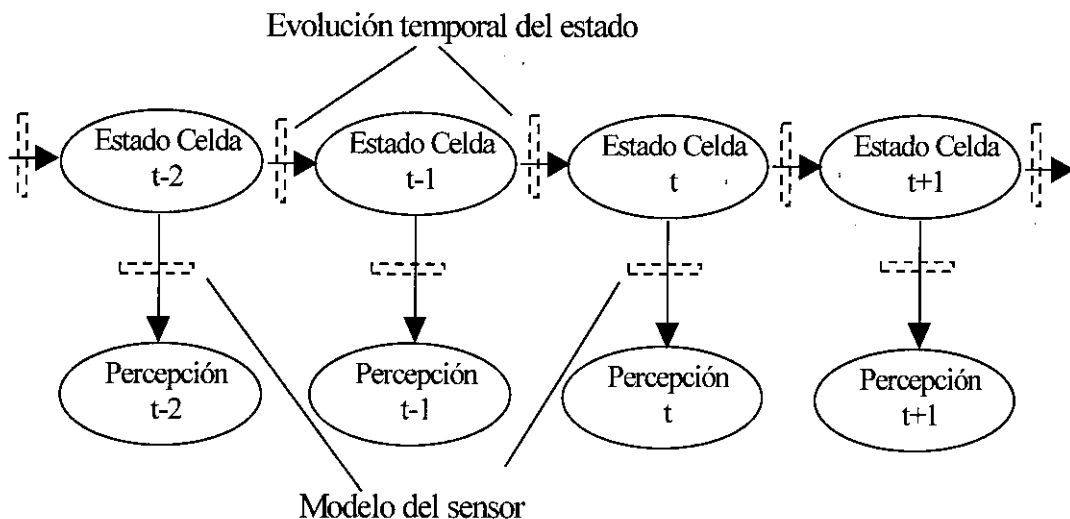 Evolución temporal del estado
Estado Celda
t-2
Estado Celda
t-1
Estado Celda
t
Estado Celda
t+1
Percepción
t-2
Percepción
t-1
Percepción
t
Percepción
t+1
Modelo del sensor